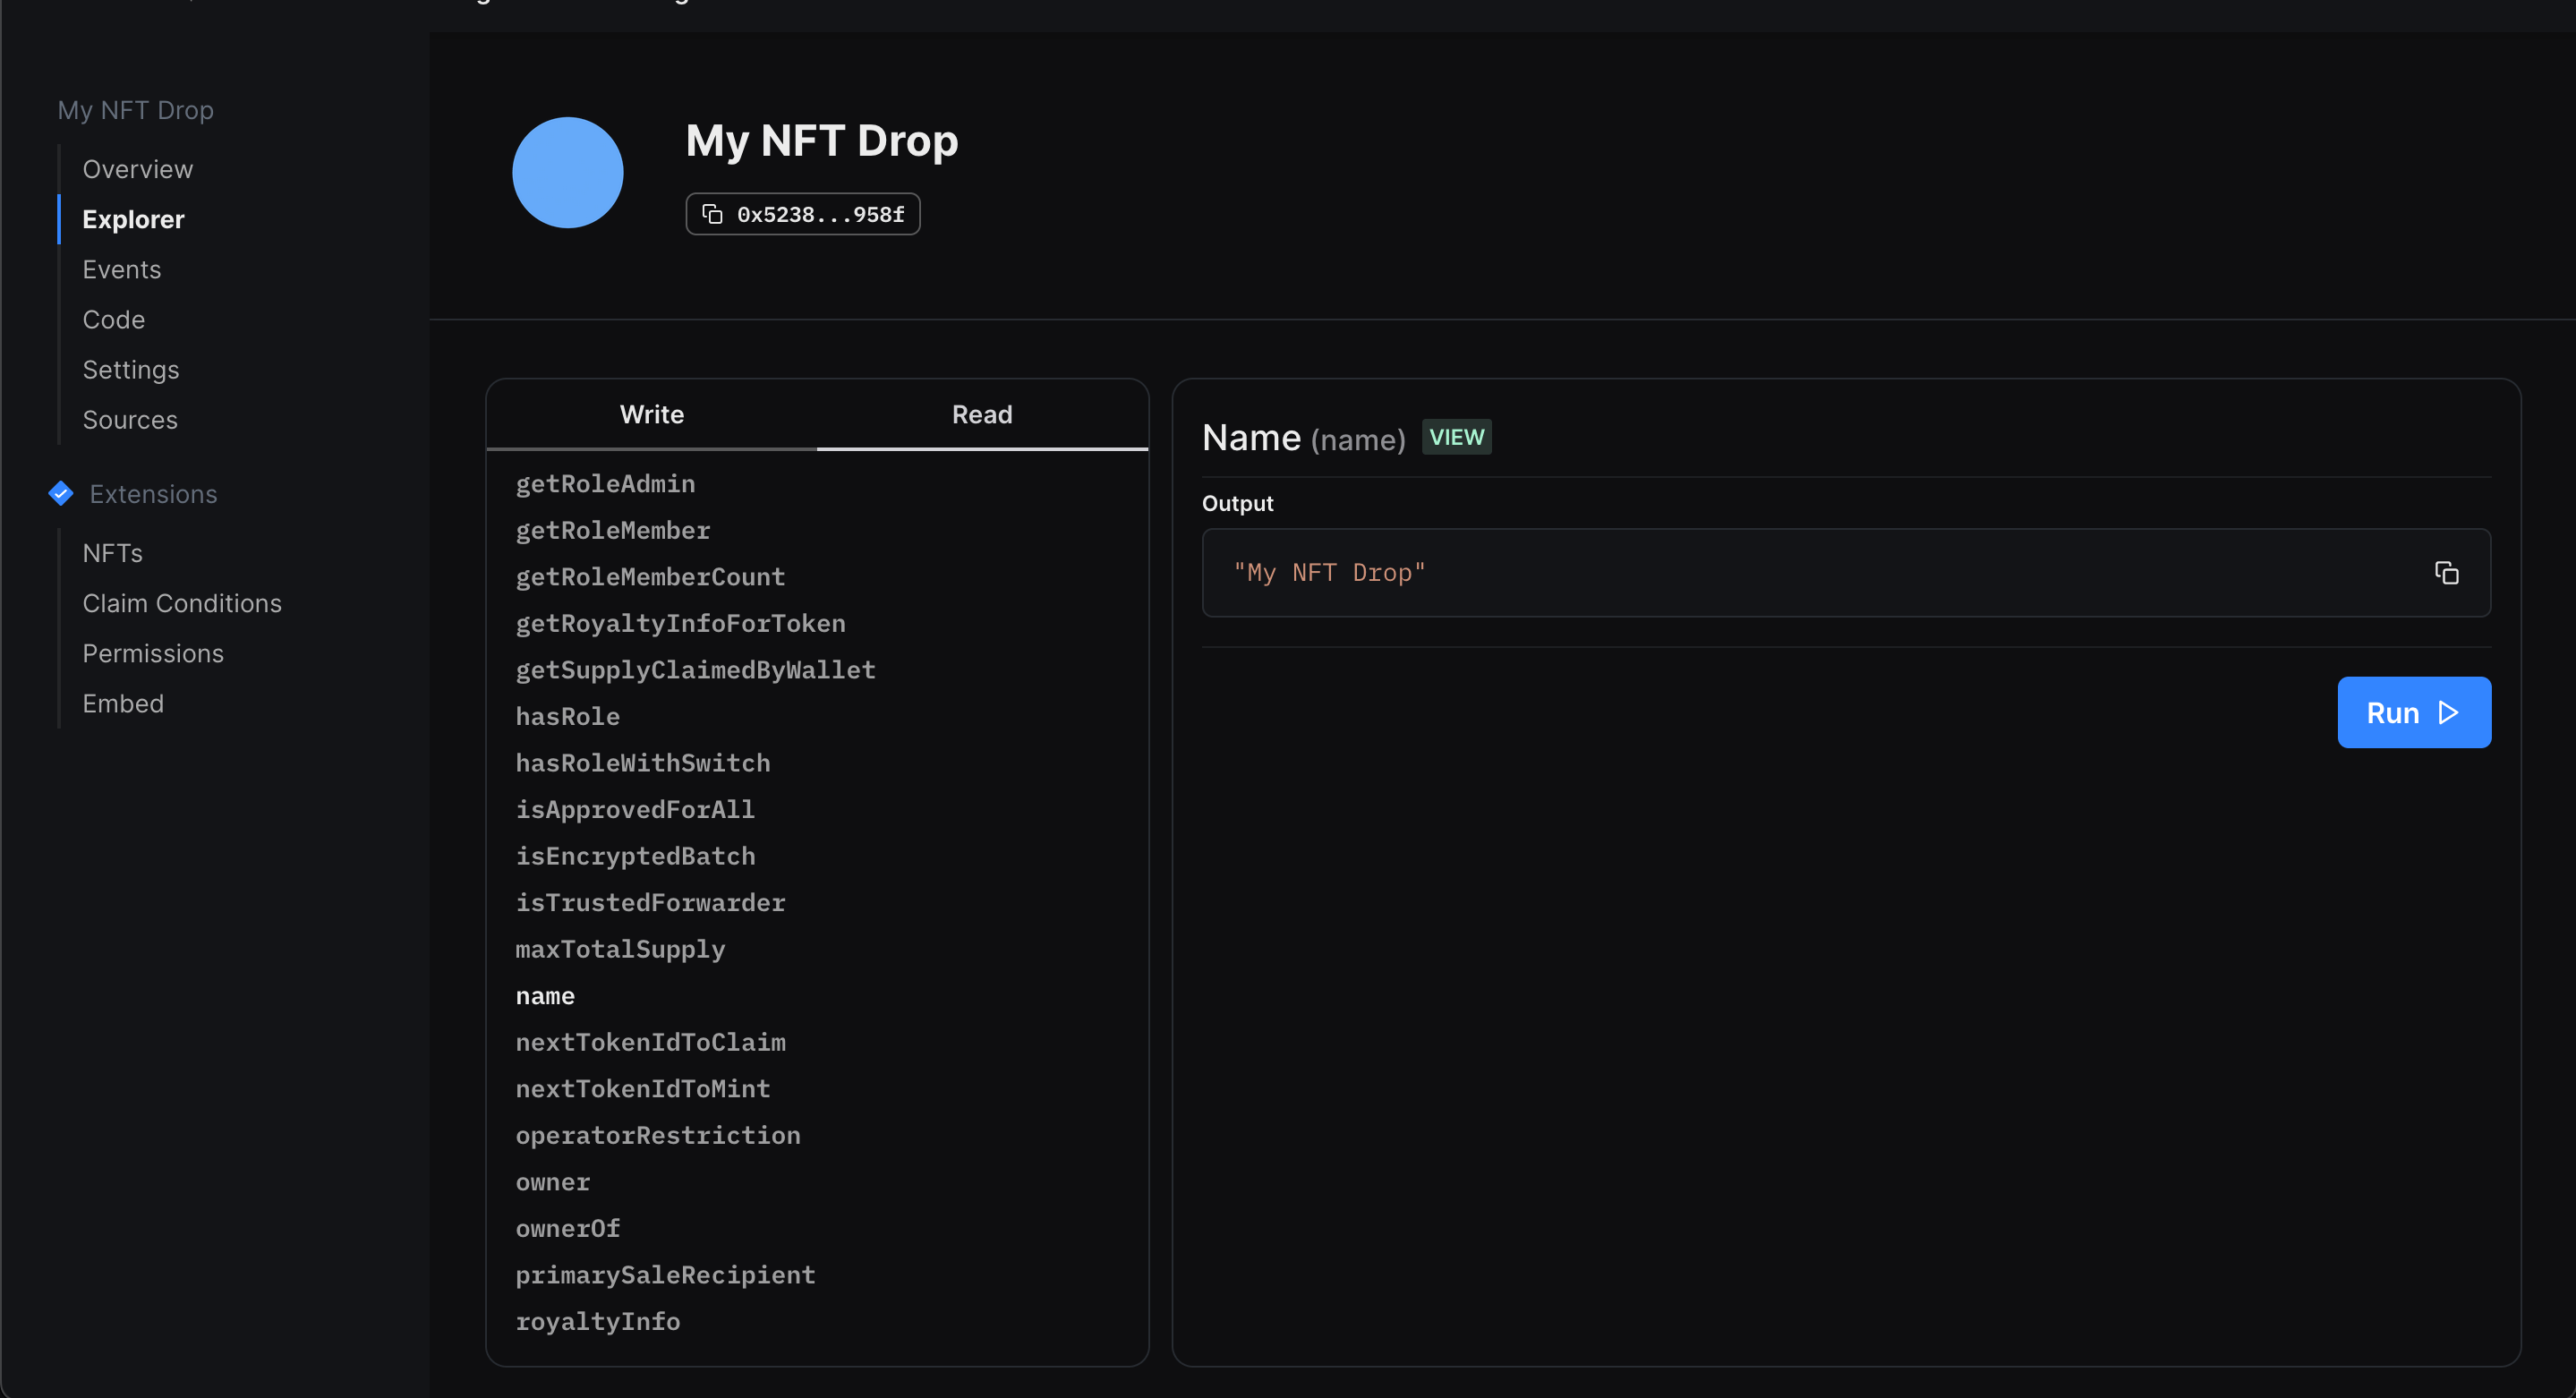 My NFT Drop
Overview
Explorer
Events
Code
Settings
Sources
Extensions
NFTs
Claim Conditions
Permissions
Embed
My NFT Drop
0x5238...958f
Write Read
getRoleAdmin
getRoleMember
getRoleMemberCount
getRoyaltyInfoForToken
getSupplyClaimedByWallet
hasRole
hasRoleWithSwitch
isApprovedForAll
isEncryptedBatch
isTrustedForwarder
maxTotalSupply
name
nextTokenIdToClaim
nextTokenIdToMint
operatorRestriction
owner
ownerOf
primarySaleRecipient
royaltyInfo
Name (name) VIEW
Output
"My NFT Drop"
Run